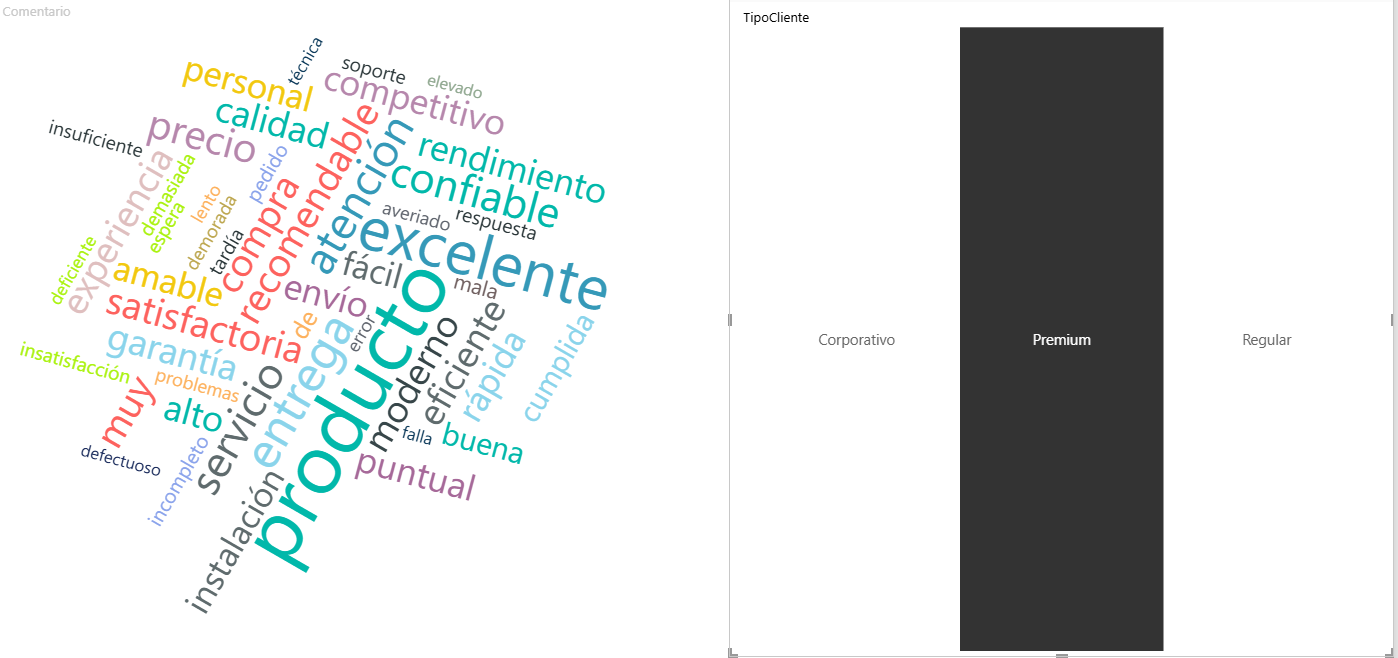 Comentario
técnica
soporte
elevado
personal
competitivo
calidad
precio
insuficiente
recomendable
atención
rendimiento
confiable
experiencia
demasiada
espera
pedido
lento
demorada
tardía
compra
averiado
respuesta
excelente
deficiente
amable
fácil
mala
envío
satisfactoria
de
error
producto
garantía
entrega
moderno
eficiente
rápida
cumplida
insatisfacción
problemas
servicio
muy
alto
falla
buena
defectuoso
incompleto
puntual
instalación
TipoCliente
Corporativo
Premium
Regular